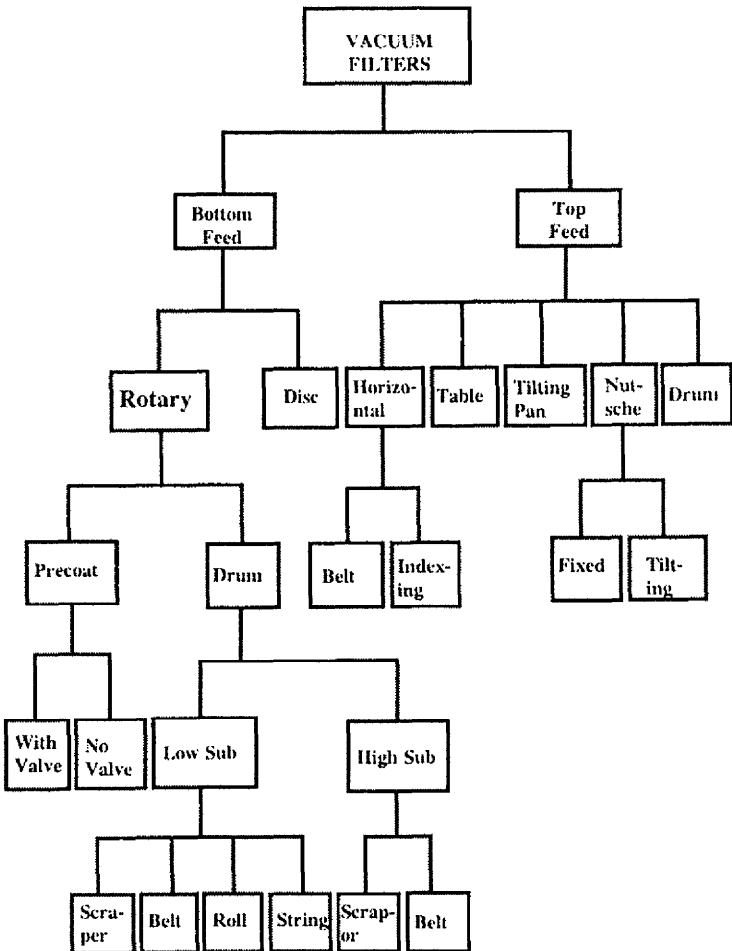 VACUUM
FILTERS
Bottom
Feed
Top
Feed
Rotary
Disc
Horizo-
ntal
Table
Tilting
Pan
Nut-
sche
Drum
Precoat
Drum
Belt
Index-
ing
Fixed
Tilt-
ing
With
Valve
No
Valve
Low Sub
High Sub
Scra-
per
Belt
Roll
String
Scrap-
or
Belt